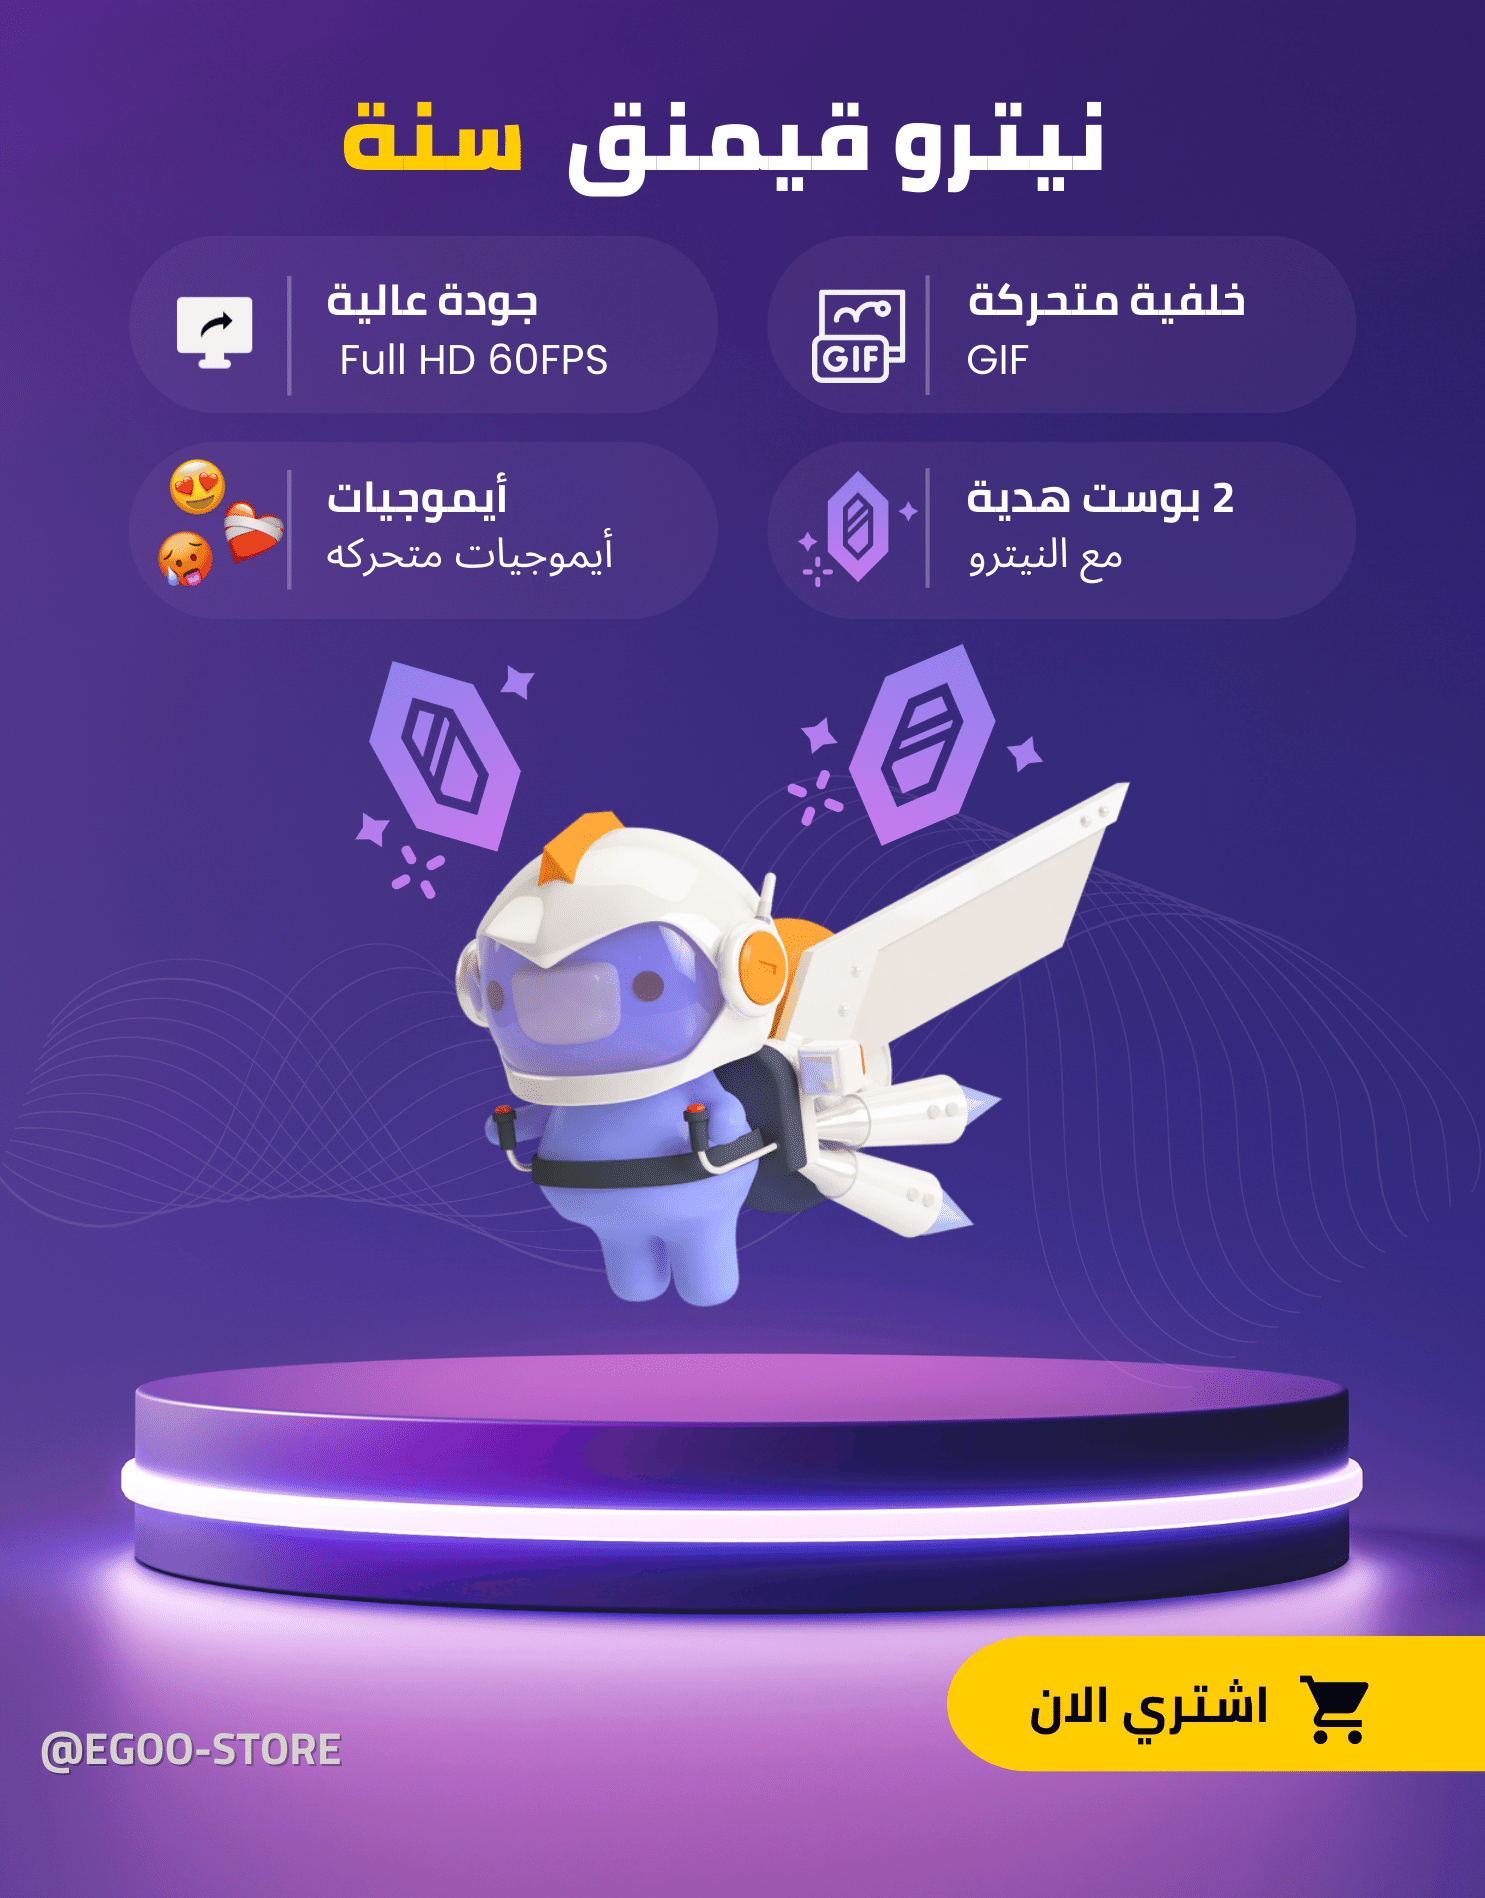 نيترو قيمنق سنة
خلفية متحركة
GIF
GIF
جودة عالية
Full HD 60FPS
2 بوست هدية
مع النيترو
أيموجيات
أيموجيات متحركه
اشتري الان
@EGOO-STORE